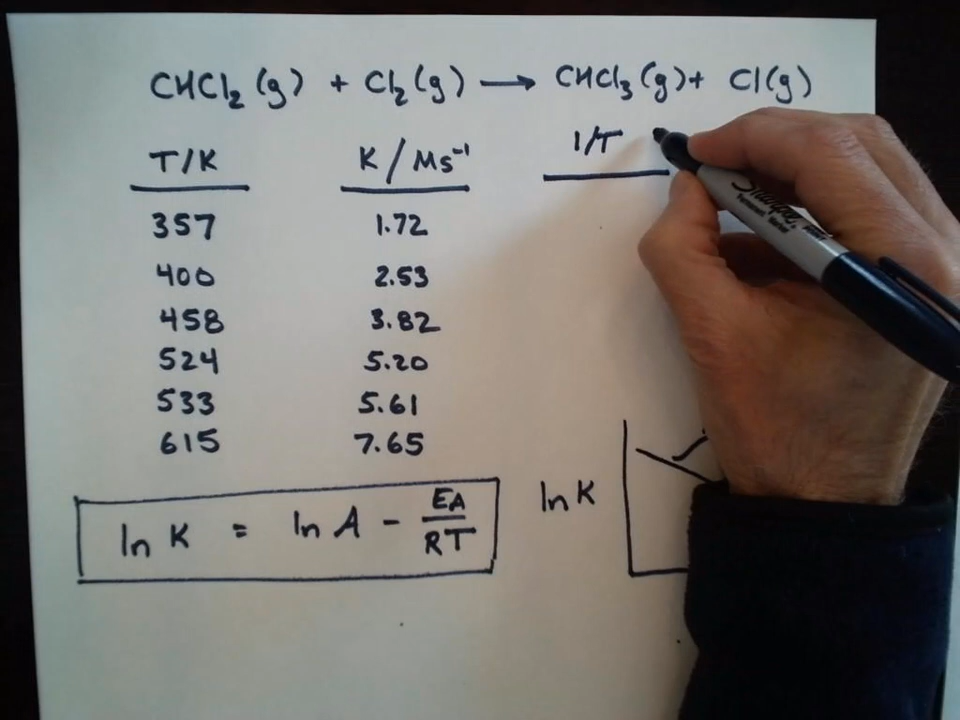 CHCl₂(g) + Cl₂(g) → CHCl₃(g) + Cl(g)
T/K K/Ms⁻¹ 1/T
357 1.72
400 2.53
458 3.82
524 5.20
533 5.61
615 7.65
ln K = ln A - EA/RT
ln K
Sharpie